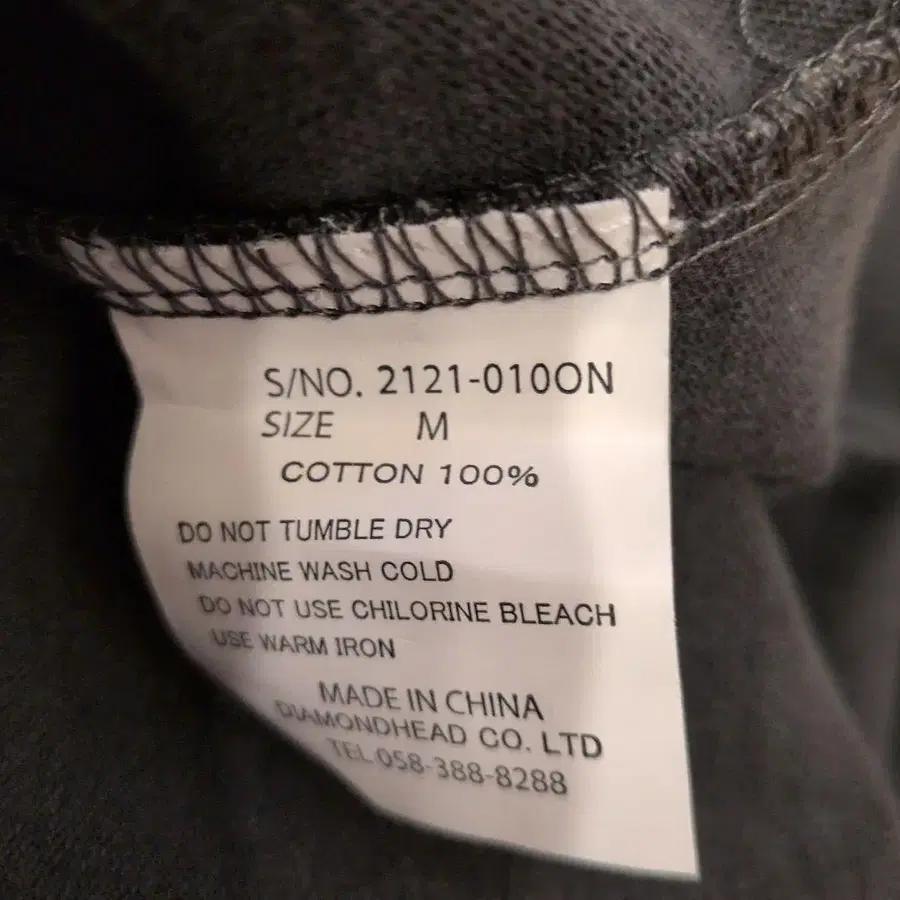 S/NO. 2121-010ON
SIZE M
COTTON 100%
DO NOT TUMBLE DRY
MACHINE WASH COLD
DO NOT USE CHILORINE BLEACH
USE WARM IRON
MADE IN CHINA
DIAMONDHEAD CO. LTD
TEL.058-388-8288